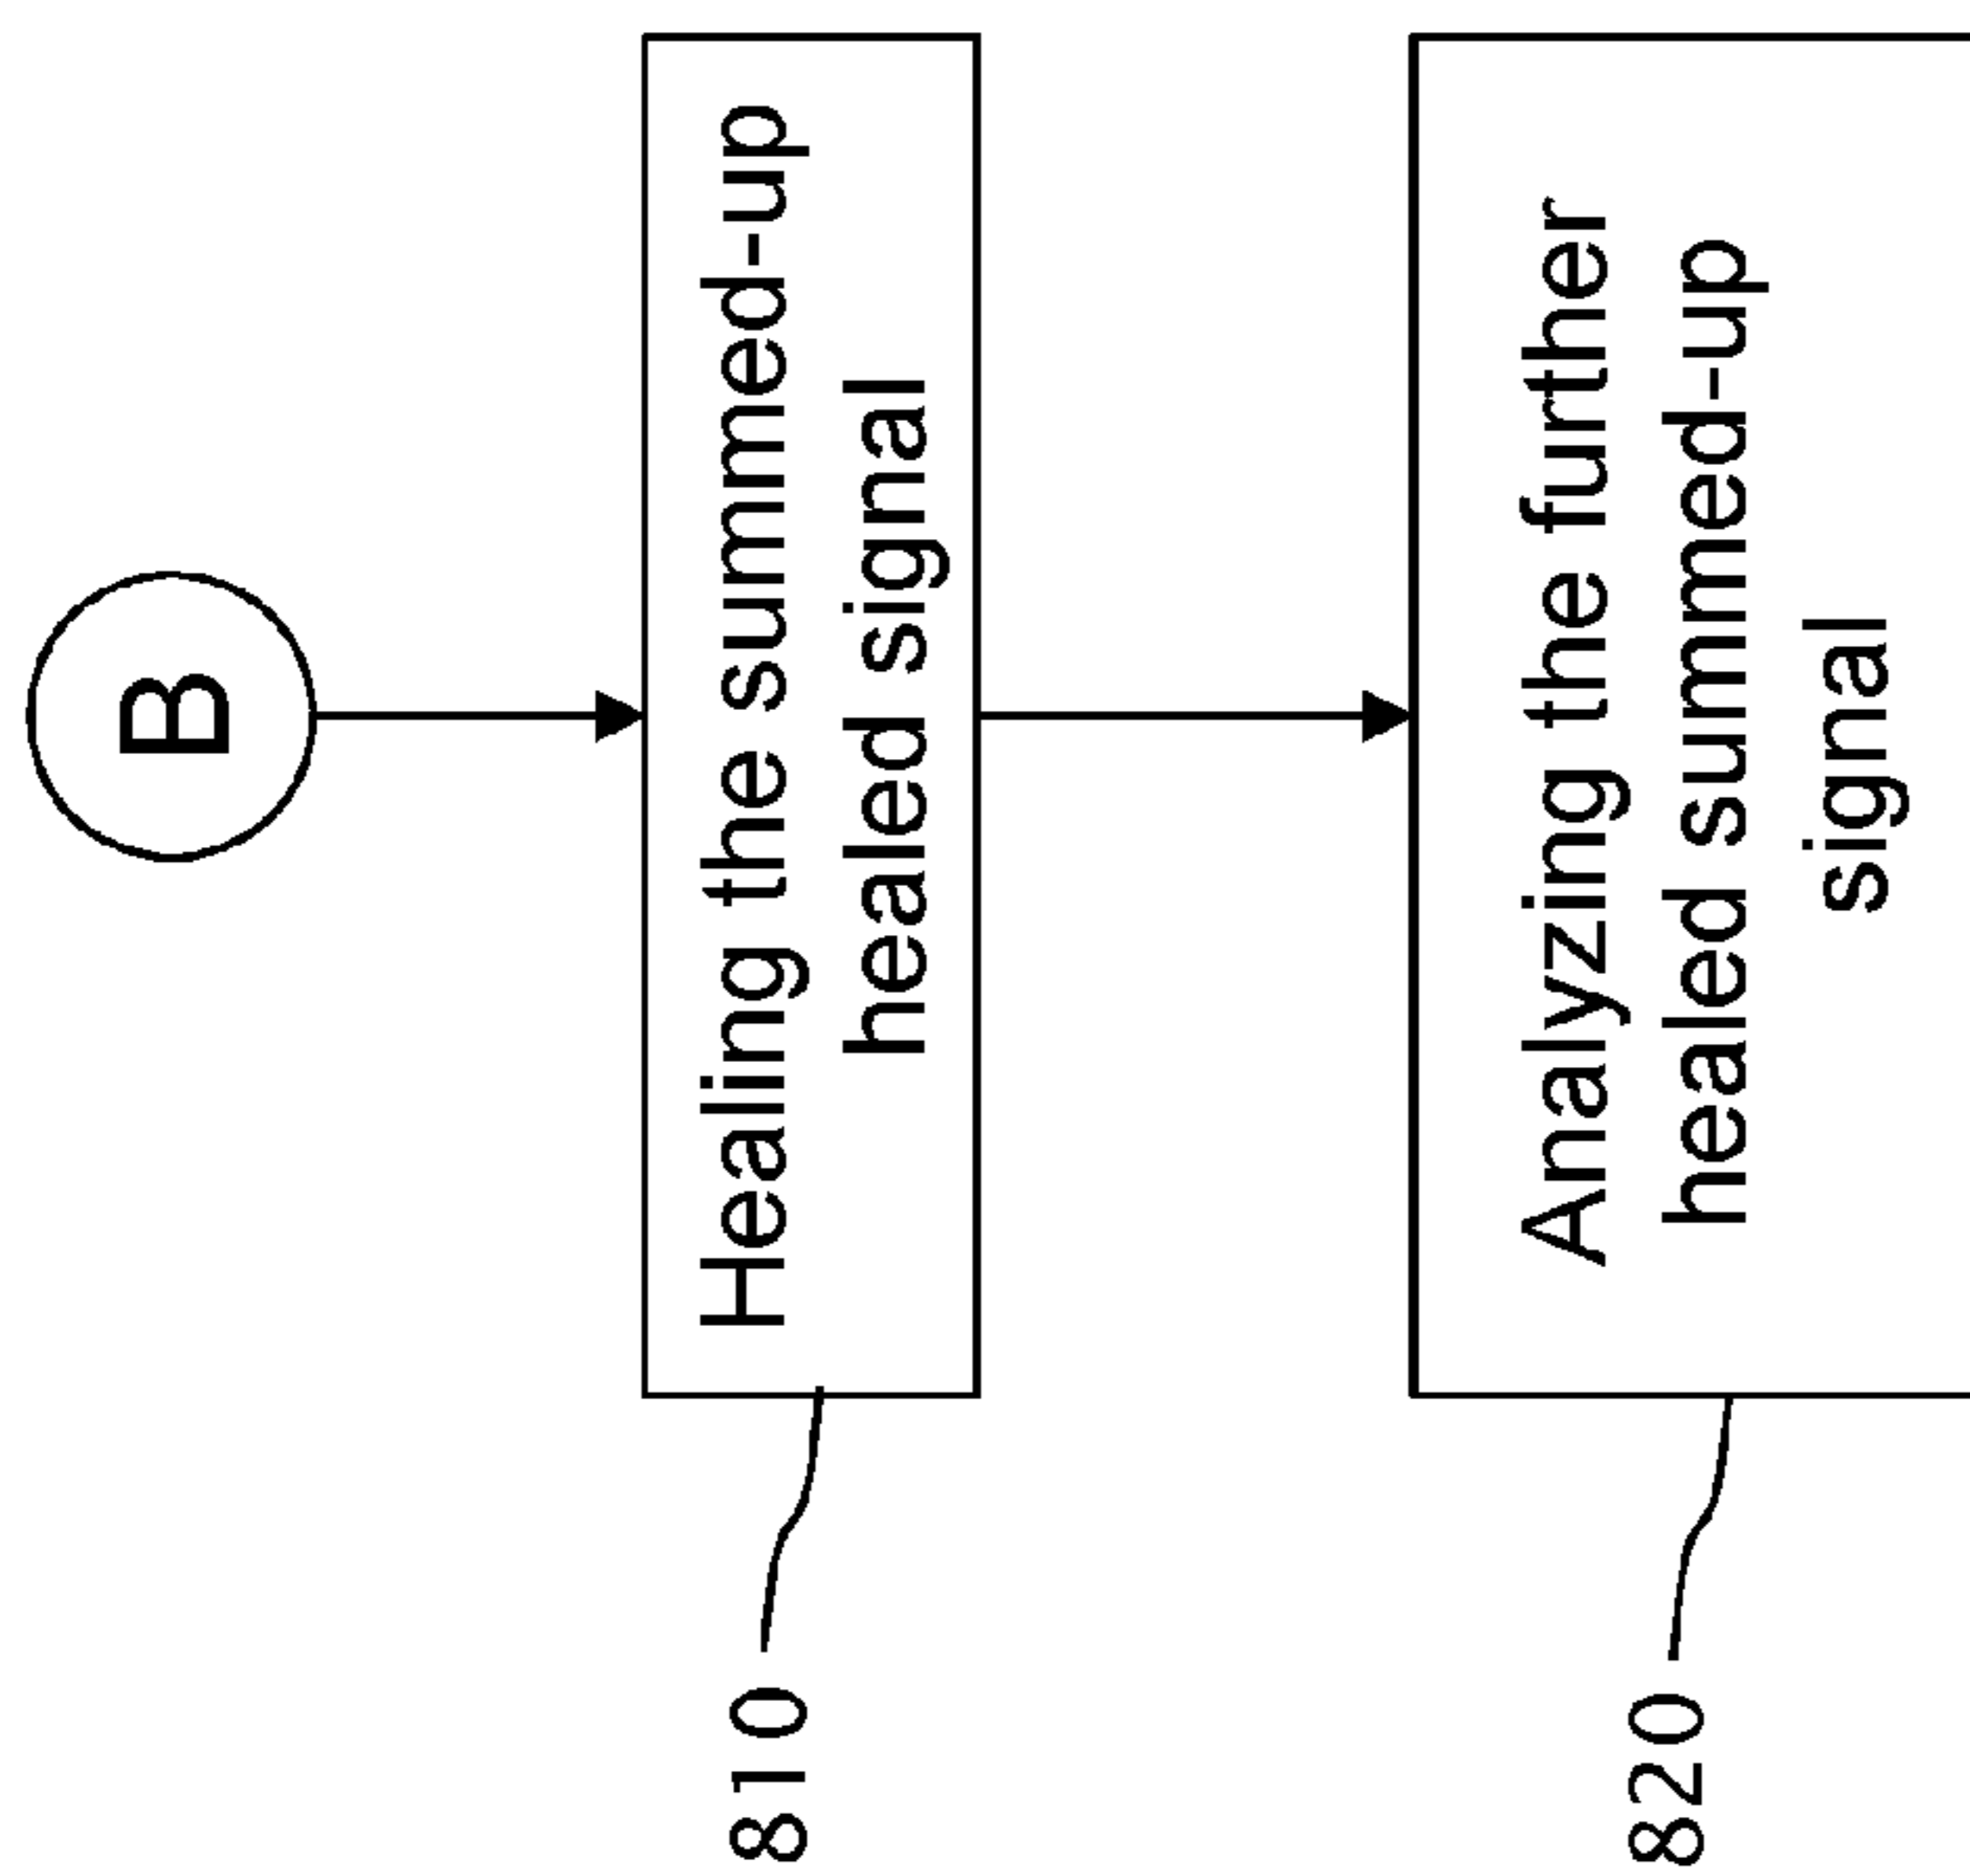 B
Healing the summed-up
healed signal
810
Analyzing the further
healed summed-up
signal
820